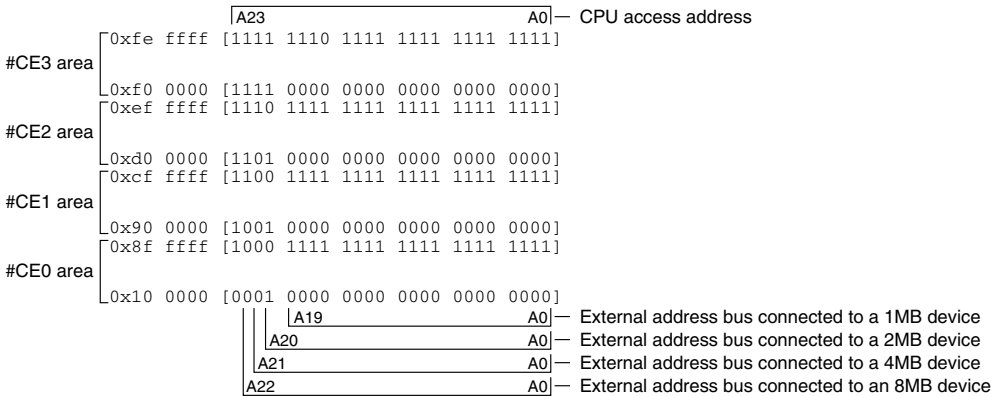 A23 A0 CPU access address
0xfe ffff [1111 1110 1111 1111 1111 1111]
#CE3 area
0xf0 0000 [1111 0000 0000 0000 0000 0000]
0xef ffff [1110 1111 1111 1111 1111 1111]
#CE2 area
0xd0 0000 [1101 0000 0000 0000 0000 0000]
0xcf ffff [1100 1111 1111 1111 1111 1111]
#CE1 area
0x90 0000 [1001 0000 0000 0000 0000 0000]
0x8f ffff [1000 1111 1111 1111 1111 1111]
#CE0 area
0x10 0000 [0001 0000 0000 0000 0000 0000]
A19 A0 External address bus connected to a 1MB device
A20 A0 External address bus connected to a 2MB device
A21 A0 External address bus connected to a 4MB device
A22 A0 External address bus connected to an 8MB device